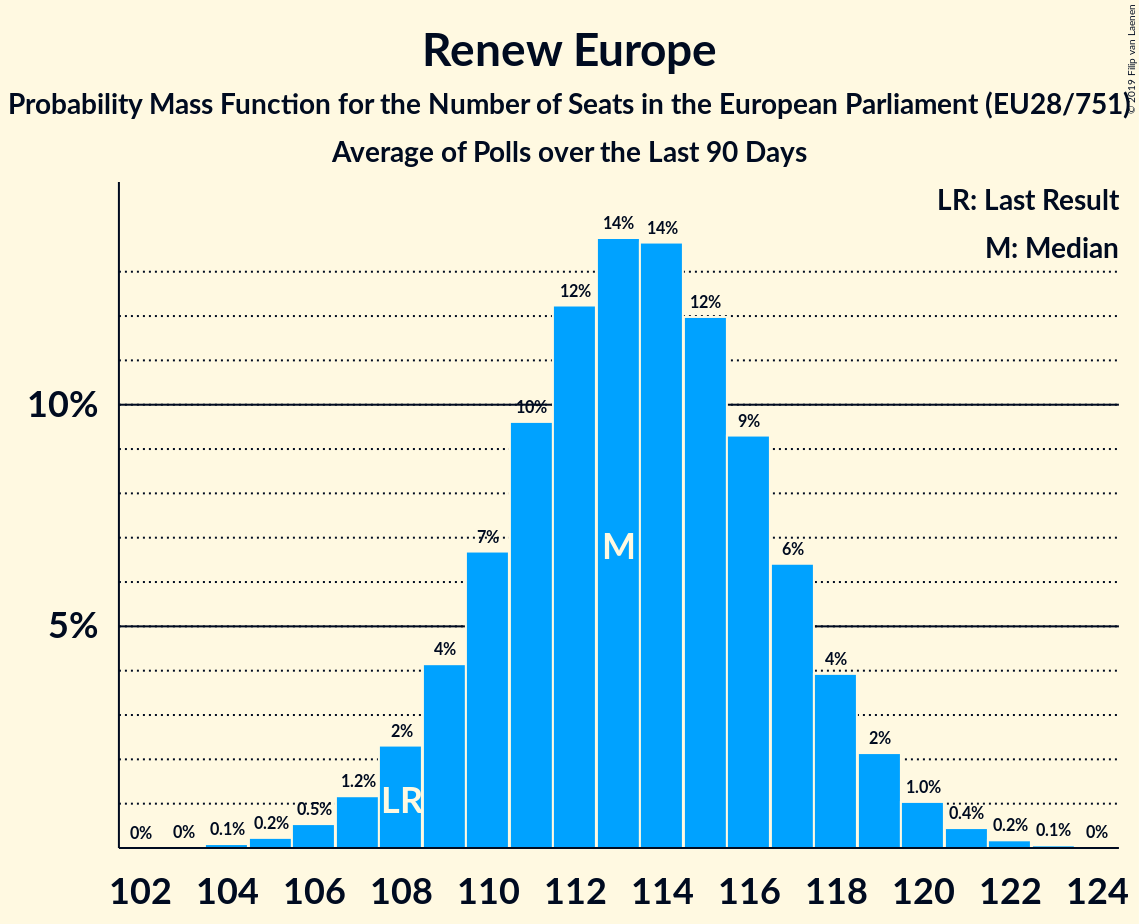 Renew Europe
Probability Mass Function for the Number of Seats in the European Parliament (EU28/751)
Average of Polls over the Last 90 Days
© 2019 Filip van Laenen
LR: Last Result
M: Median
10%
5%
0%
0%
0.1%
0.2%
0.5%
1.2%
2%
4%
7%
10%
12%
14%
14%
12%
9%
6%
4%
2%
1.0%
0.4%
0.2%
0.1%
0%
LR
M
102 104 106 108 110 112 114 116 118 120 122 124